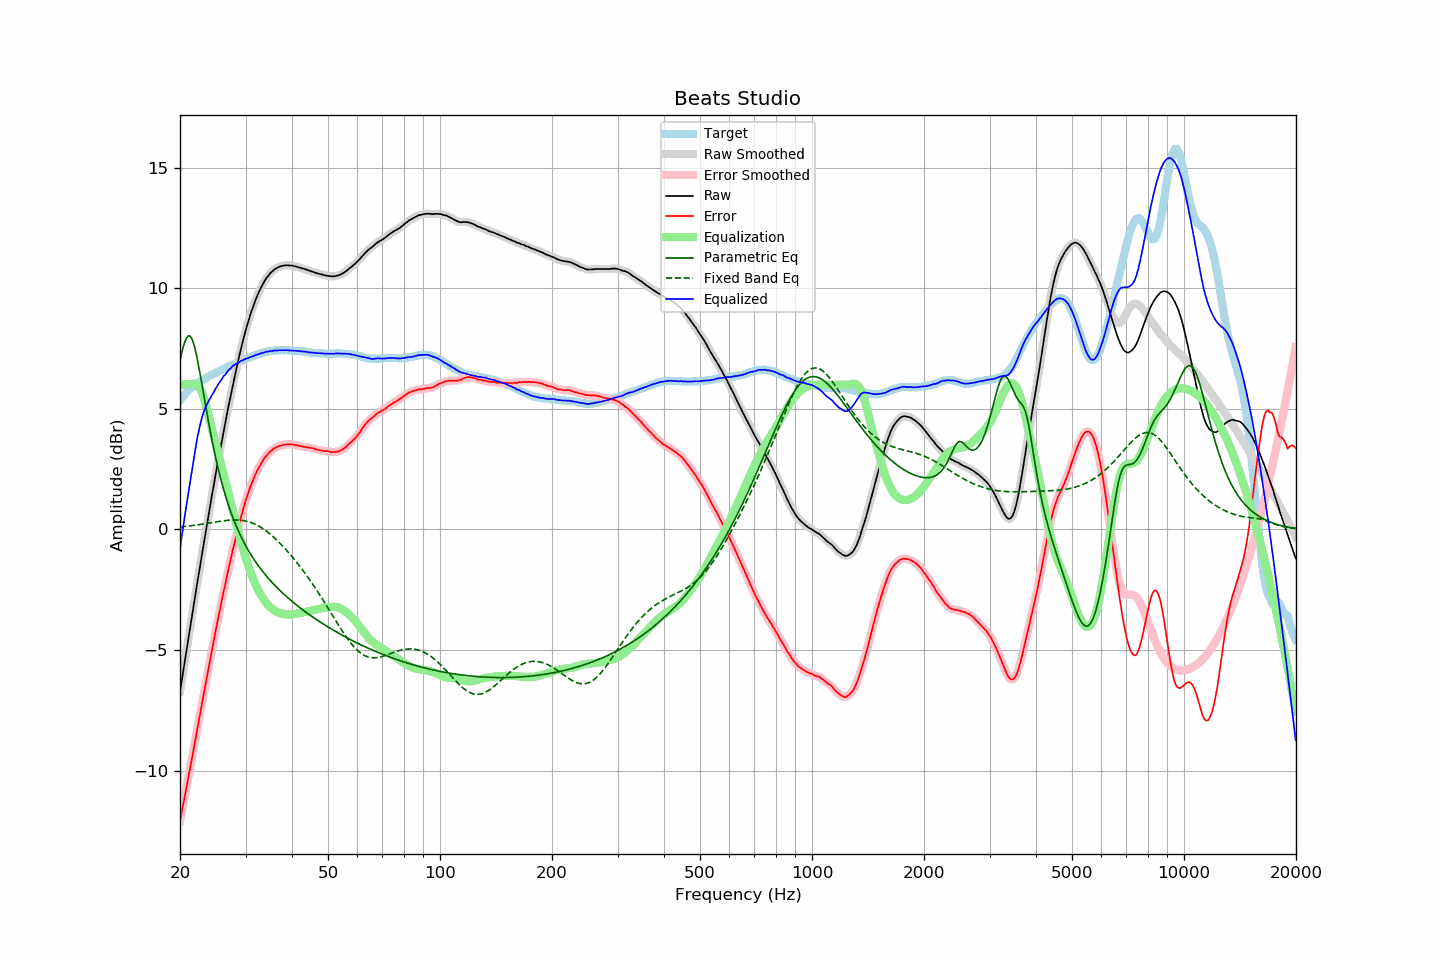 Beats Studio
Target
Raw Smoothed
Error Smoothed
Raw
Error
Equalization
Parametric Eq
Fixed Band Eq
Equalized
Amplitude (dBr)
15
10
5
0
−5
−10
20
50
100
200
500
1000
2000
5000
10000
20000
Frequency (Hz)